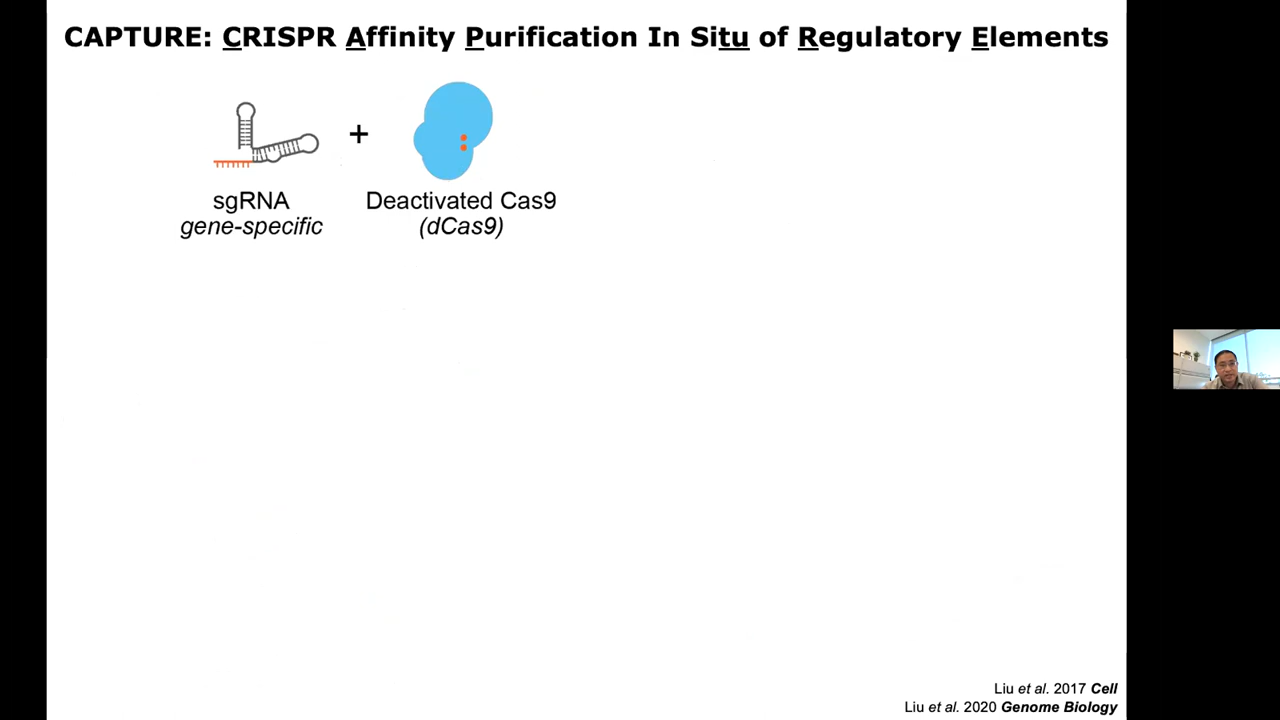 CAPTURE: CRISPR Affinity Purification In Situ of Regulatory Elements
+
sgRNA
gene-specific
Deactivated Cas9
(dCas9)
Liu et al. 2017 Cell
Liu et al. 2020 Genome Biology